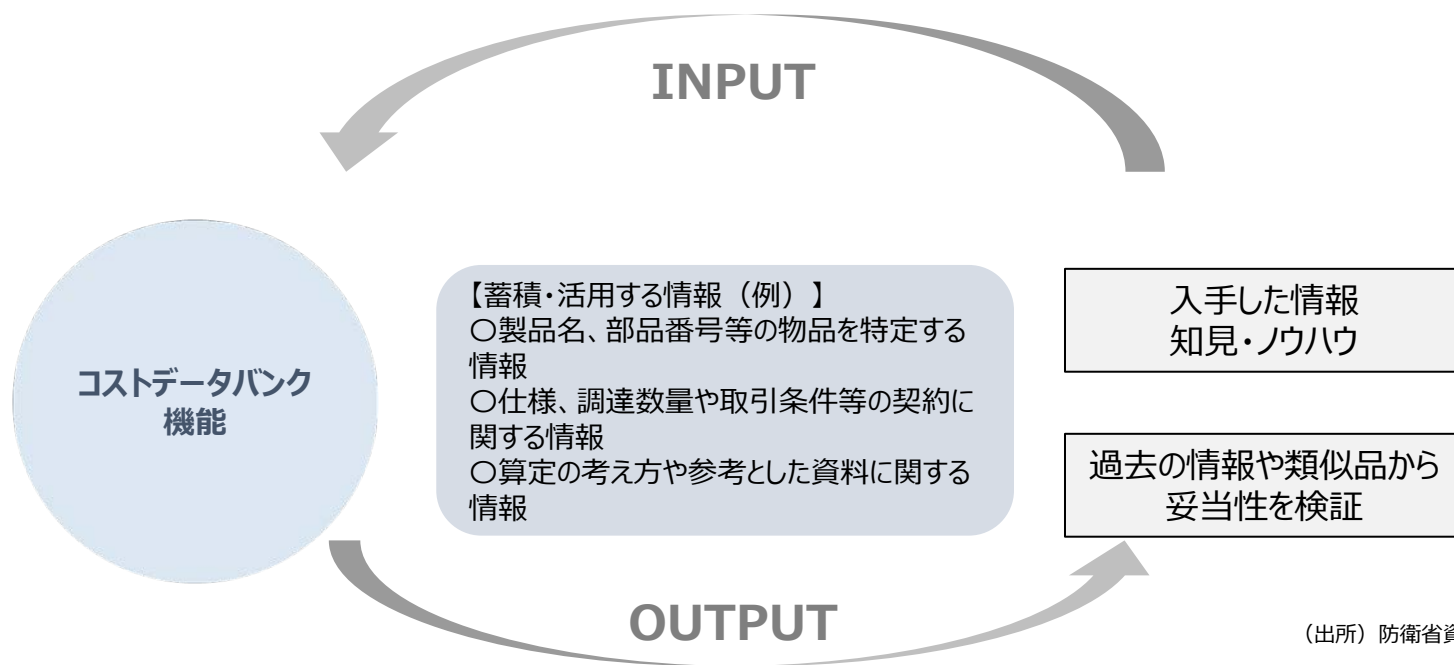 INPUT
コストデータバンク
機能
【蓄積・活用する情報（例）】
○製品名、部品番号等の物品を特定する
情報
○仕様、調達数量や取引条件等の契約に
関する情報
○算定の考え方や参考とした資料に関する
情報
入手した情報
知見・ノウハウ
過去の情報や類似品から
妥当性を検証
OUTPUT
（出所）防衛省資